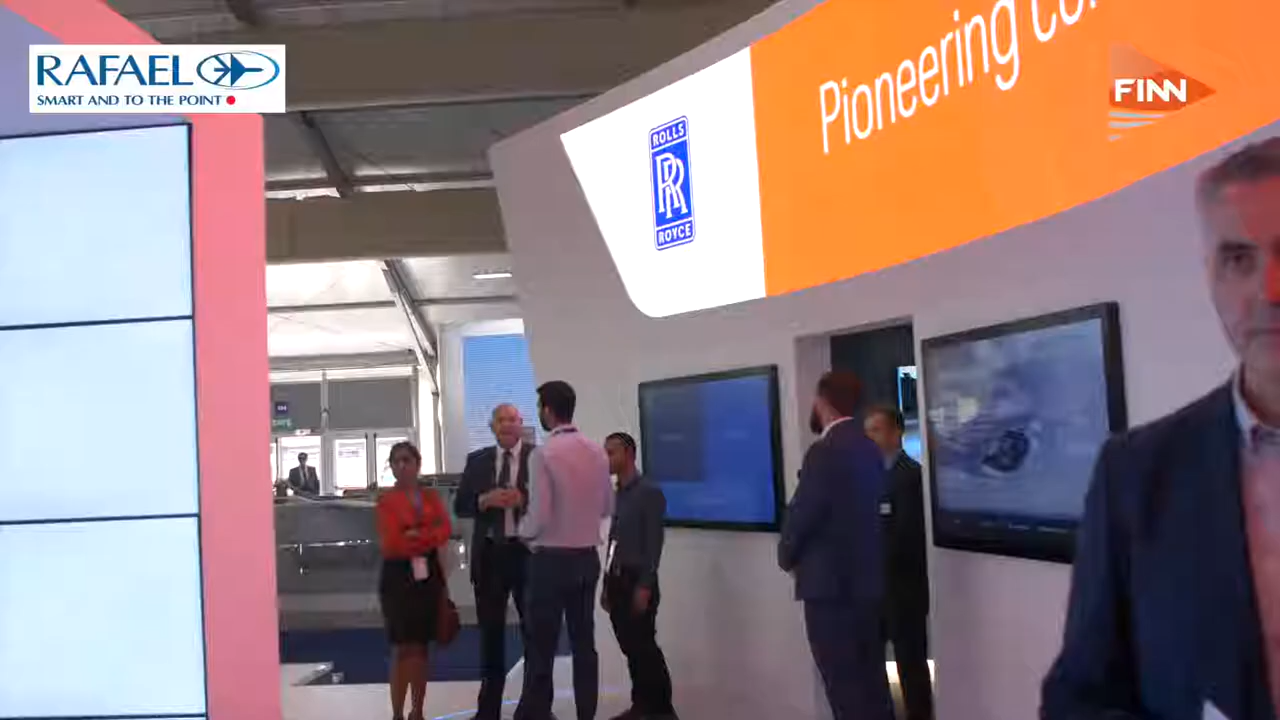 RAFAEL
SMART AND TO THE POINT
Pioneering
FINN
ROLLS
RR
ROYCE